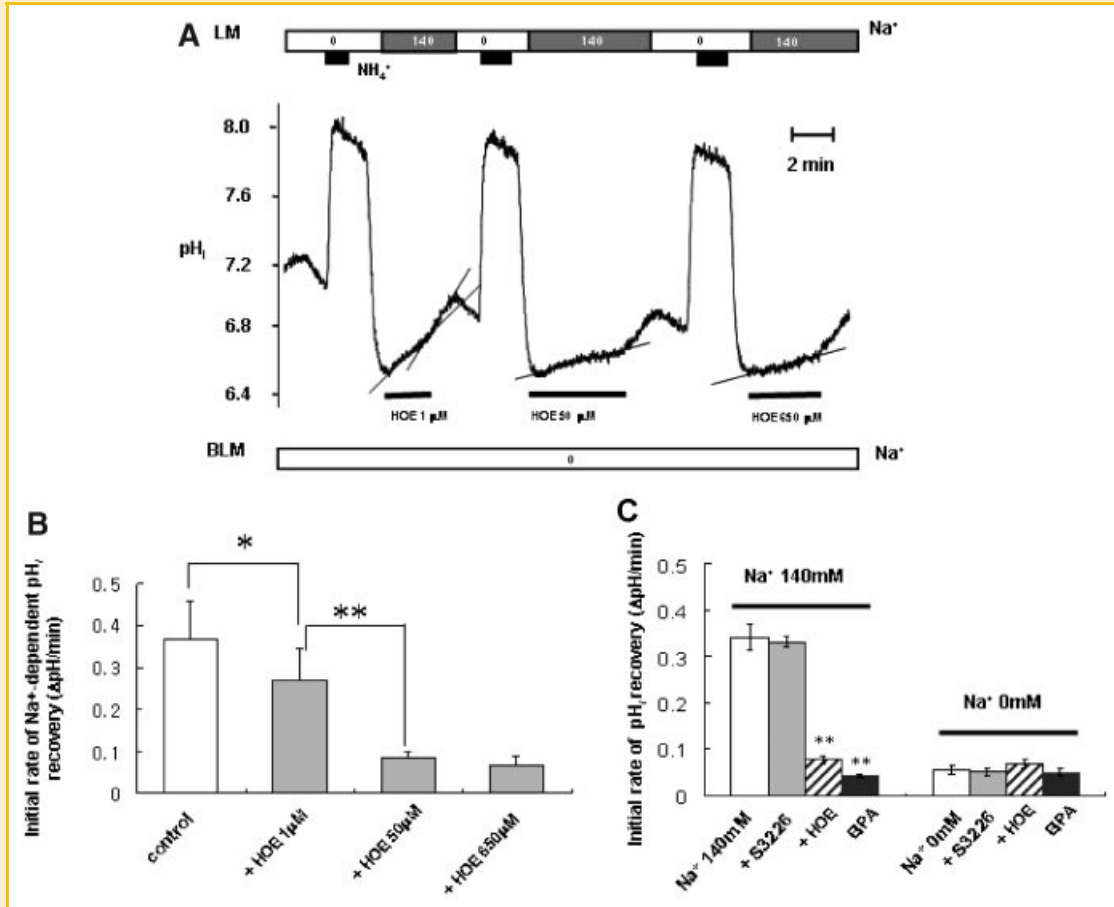 A LM 0 140 0 140 0 140 Na⁺
NH₄⁺
8.0
7.6
7.2
6.8
6.4
pHᵢ
2 min
HOE 1 µM HOE 50 µM HOE 650 µM
BLM 0 Na⁺
B
Initial rate of Na+-dependent pHᵢ
recovery (ΔpH/min)
0.5
0.4
0.3
0.2
0.1
0
* **
control
+ HOE 1µM
+ HOE 50µM
+ HOE 650µM
C
Initial rate of pHᵢ recovery (ΔpH/min)
0.5
0.4
0.3
0.2
0.1
0
Na⁺ 140mM
** **
Na⁺ 0mM
Na⁺ 140mM
+ S3226
+ HOE
EIPA
Na⁺ 0mM
+ S3226
+ HOE
EIPA